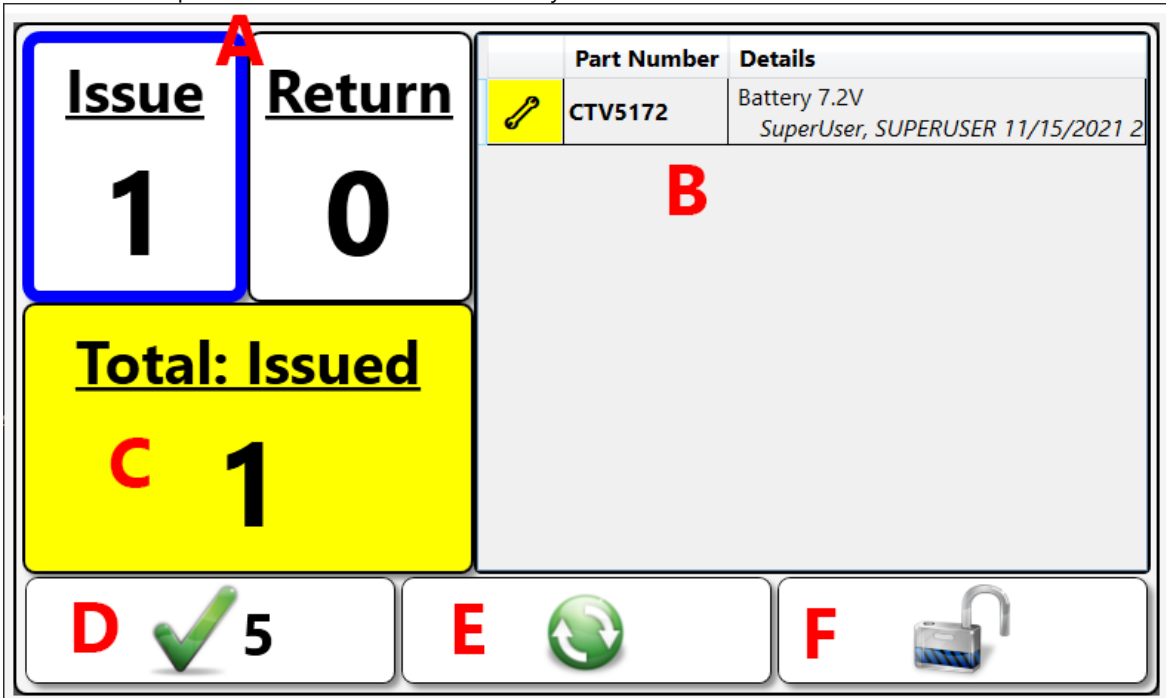 A
Issue
Return
1
0
Part Number Details
CTV5172
Battery 7.2V
SuperUser, SUPERUSER 11/15/2021 2
B
Total: Issued
C 1
D 5
E
F